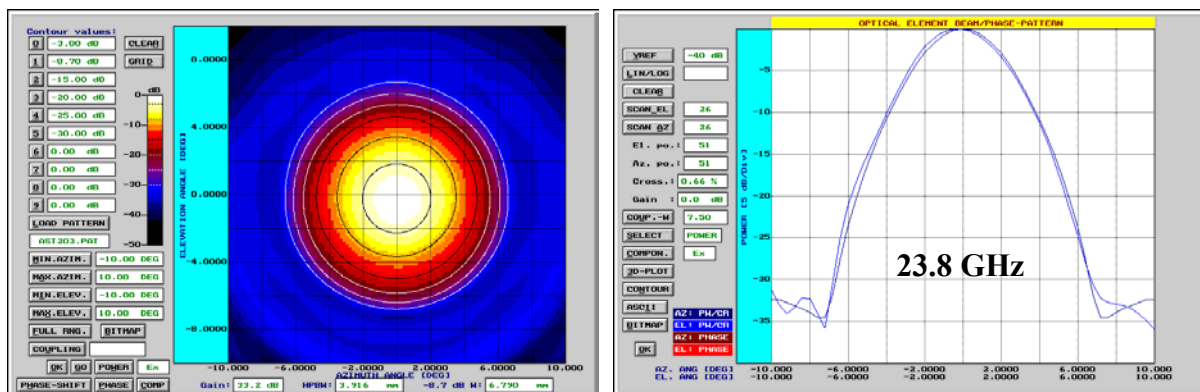 Contour values:
0 -3.00 dB CLEAR
1 -8.70 dB GRID
2 -15.00 dB
3 -20.00 dB
4 -25.00 dB
5 -30.00 dB
6 0.00 dB
7 0.00 dB
8 0.00 dB
9 0.00 dB
LOAD PATTERN
AST203.PAT
MIN.AZIM. -10.00 DEG
MAX.AZIM. 10.00 DEG
MIN.ELEV. -10.00 DEG
MAX.ELEV. 10.00 DEG
FULL RNG. BITMAP
COUPLING
OK GO POWER Ex
PHASE-SHIFT PHASE COMP
dB
0
-10
-20
-30
-40
-50
ELEVATION ANGLE [DEG]
8.0000
4.0000
0.0000
-4.0000
-8.0000
-10.000 -6.0000 -2.0000 2.0000 6.0000 10.000
AZIMUTH ANGLE [DEG]
Gain: 33.2 dB HPBW: 3.916 mm -8.7 dB W: 6.790 mm
OPTICAL ELEMENT BEAM/PHASE-PATTERN
YREF -40 dB
LIN/LOG
CLEAR
SCAN_EL 26
SCAN AZ 26
El. po.: 51
Az. po.: 51
Cross.: 0.66 %
Gain : 0.0 dB
COUP.-W 7.50
SELECT POWER
COMPON. Ex
3D-PLOT
CONTOUR
ASCII
BITMAP
OK
AZ: PW/CR
EL: PW/CR
AZ: PHASE
EL: PHASE
POWER [5 dB/Div]
-5
-10
-15
-20
-25
-30
-35
23.8 GHz
AZ. ANG [DEG]
EL. ANG [DEG]
-10.000 -6.0000 -2.0000 2.0000 6.0000 10.000
-10.000 -6.0000 -2.0000 2.0000 6.0000 10.000